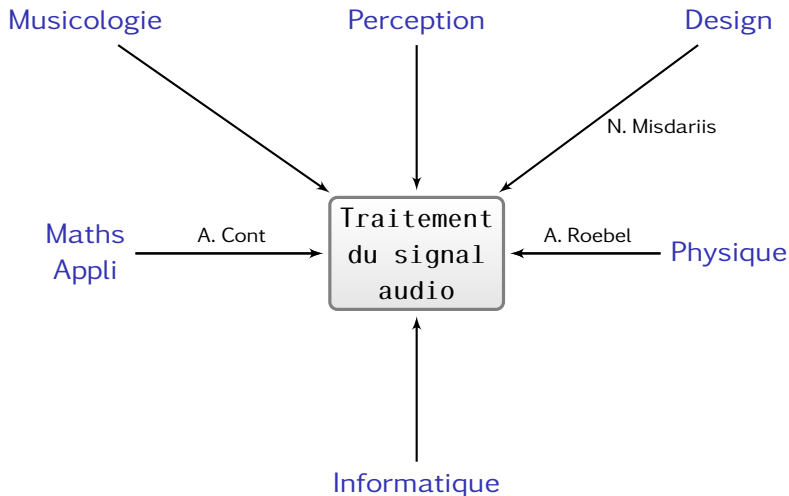 Musicologie
Perception
Design
N. Misdariis
Maths
Appli
A. Cont
Traitement
du signal
audio
A. Roebel
Physique
Informatique